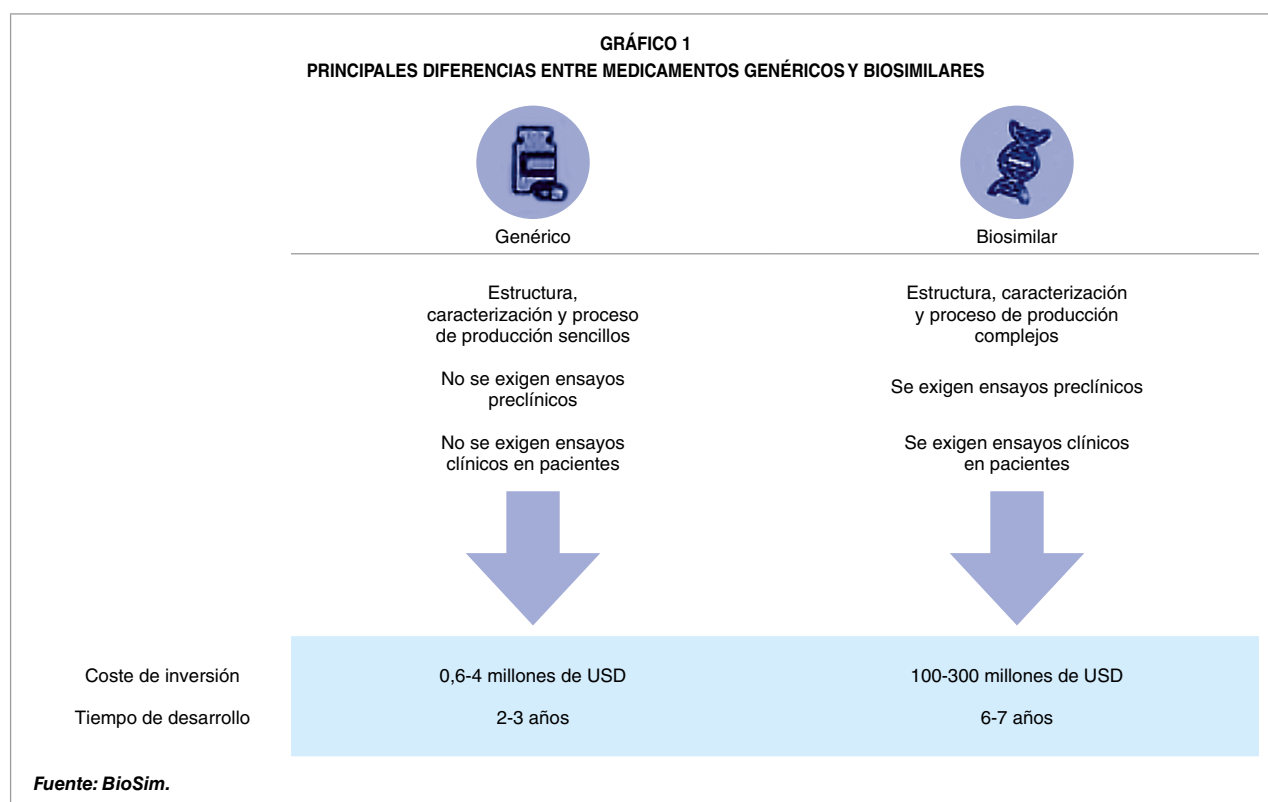 GRÁFICO 1
PRINCIPALES DIFERENCIAS ENTRE MEDICAMENTOS GENÉRICOS Y BIOSIMILARES
Genérico
Biosimilar
Estructura,
caracterización y proceso
de producción sencillos
Estructura, caracterización
y proceso de producción
complejos
No se exigen ensayos
preclínicos
Se exigen ensayos preclínicos
No se exigen ensayos
clínicos en pacientes
Se exigen ensayos clínicos
en pacientes
Coste de inversión
0,6-4 millones de USD
100-300 millones de USD
Tiempo de desarrollo
2-3 años
6-7 años
Fuente: BioSim.